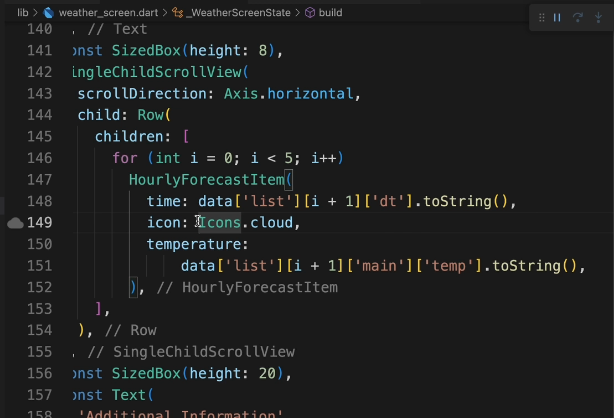 lib > weather_screen.dart > _WeatherScreenState > build
140 , // Text
141 onst SizedBox(height: 8),
142 ingleChildScrollView(
143 scrollDirection: Axis.horizontal,
144 child: Row(
145 children: [
146 for (int i = 0; i < 5; i++)
147 HourlyForecastItem(
148 time: data['list'][i + 1]['dt'].toString(),
149 icon: Icons.cloud,
150 temperature:
151 data['list'][i + 1]['main']['temp'].toString(),
152 ), // HourlyForecastItem
153 ],
154 ), // Row
155 , // SingleChildScrollView
156 onst SizedBox(height: 20),
157 onst Text(
158 'Additional Information'